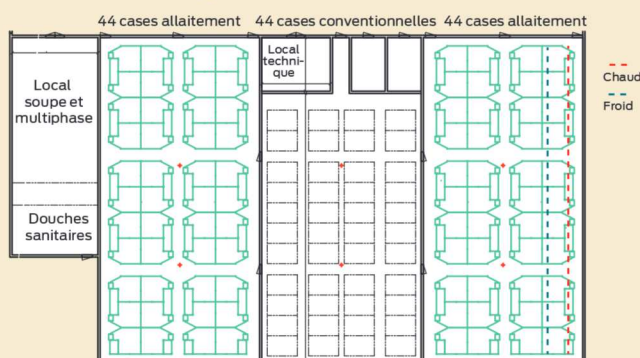 44 cases allaitement 44 cases conventionnelles 44 cases allaitement
Local
techni-
que
Local
soupe et
multiphase
Douches
sanitaires
Chaud
Froid